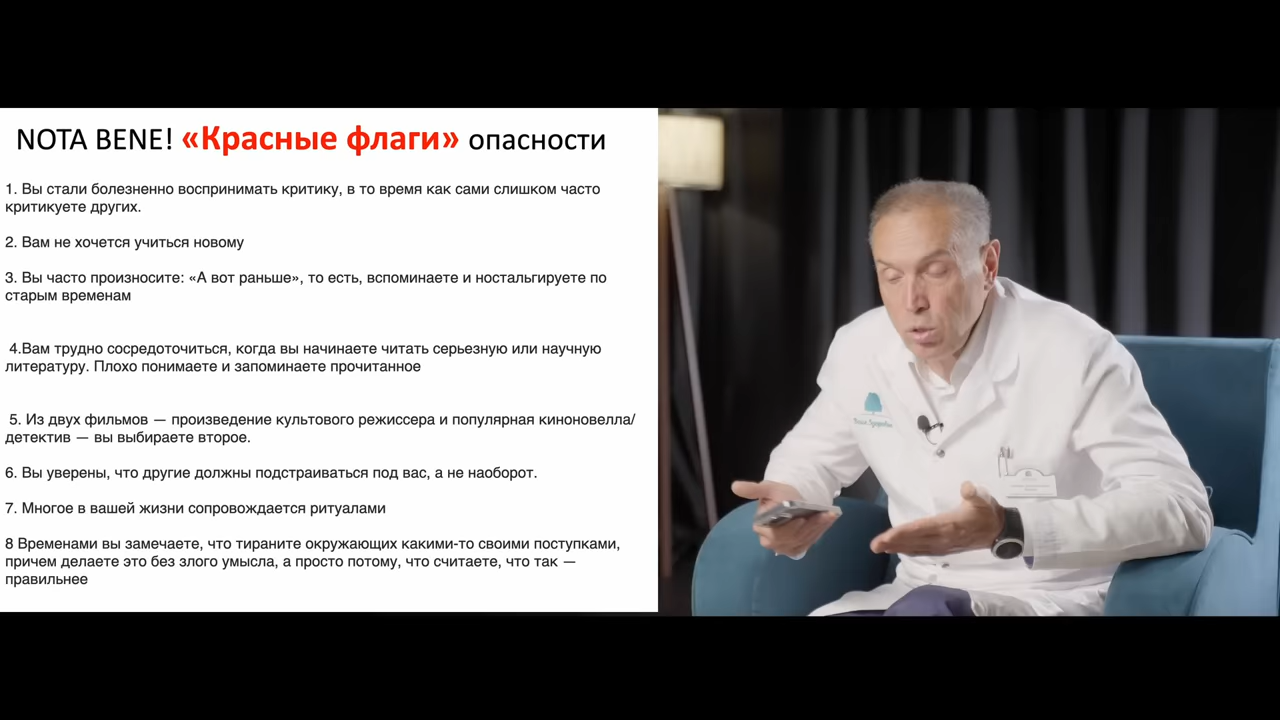 NOTA BENE! «Красные флаги» опасности
1. Вы стали болезненно воспринимать критику, в то время как сами слишком часто
критикуете других.
2. Вам не хочется учиться новому
3. Вы часто произносите: «А вот раньше», то есть, вспоминаете и ностальгируете по
старым временам
4.Вам трудно сосредоточиться, когда вы начинаете читать серьезную или научную
литературу. Плохо понимаете и запоминаете прочитанное
5. Из двух фильмов — произведение культового режиссера и популярная киноновелла/
детектив — вы выбираете второе.
6. Вы уверены, что другие должны подстраиваться под вас, а не наоборот.
7. Многое в вашей жизни сопровождается ритуалами
8 Временами вы замечаете, что тираните окружающих какими-то своими поступками,
причем делаете это без злого умысла, а просто потому, что считаете, что так —
правильнее